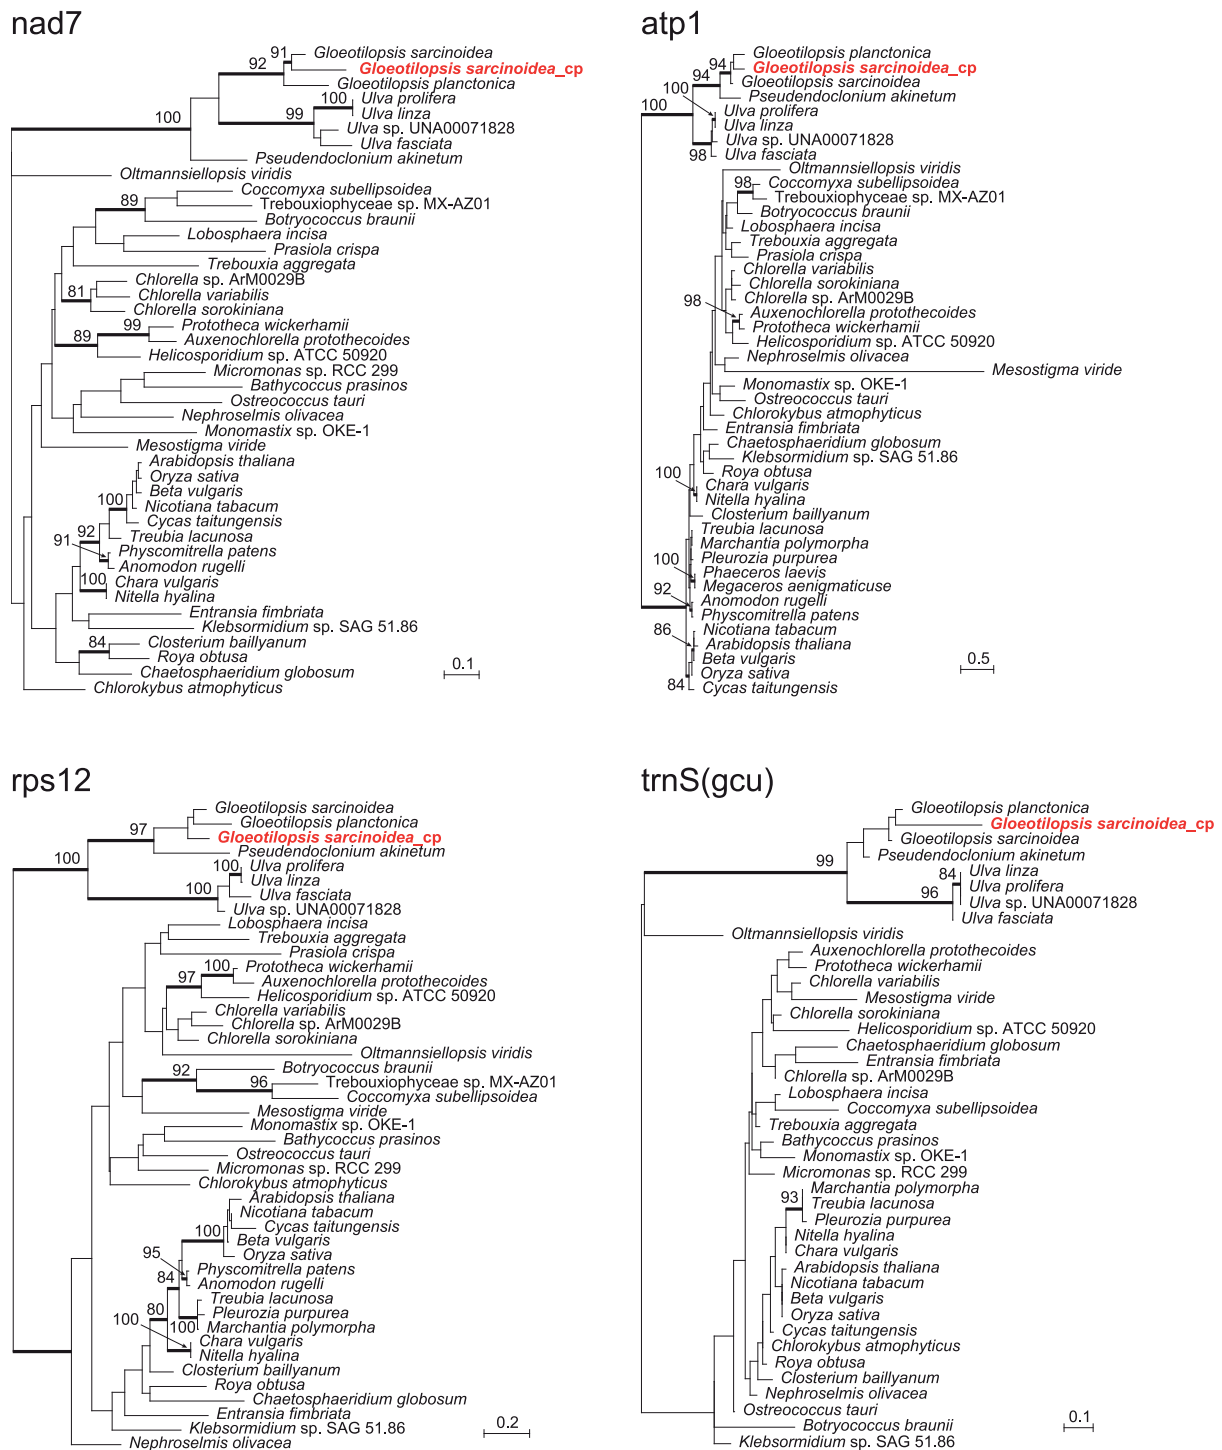 nad7
91
Gloeotilopsis sarcinoidea
92
Gloeotilopsis sarcinoidea_cp
Gloeotilopsis planctonica
100
Ulva prolifera
Ulva linza
99
Ulva sp. UNA00071828
100
Ulva fasciata
Pseudendoclonium akinetum
Oltmannsiellopsis viridis
Coccomyxa subellipsoidea
89
Trebouxiophyceae sp. MX-AZ01
Botryococcus braunii
Lobosphaera incisa
Prasiola crispa
Trebouxia aggregata
Chlorella sp. ArM0029B
81
Chlorella variabilis
Chlorella sorokiniana
99
Prototheca wickerhamii
89
Auxenochlorella protothecoides
Helicosporidium sp. ATCC 50920
Micromonas sp. RCC 299
Bathycoccus prasinos
Ostreococcus tauri
Nephroselmis olivacea
Monomastix sp. OKE-1
Mesostigma viride
Arabidopsis thaliana
Oryza sativa
Beta vulgaris
100
Nicotiana tabacum
Cycas taitungensis
92
Treubia lacunosa
91
Physcomitrella patens
Anomodon rugelli
100
Chara vulgaris
Nitella hyalina
Entransia fimbriata
Klebsormidium sp. SAG 51.86
84
Closterium baillyanum
Roya obtusa
Chaetosphaeridium globosum
Chlorokybus atmophyticus
0.1
atp1
Gloeotilopsis planctonica
94
Gloeotilopsis sarcinoidea_cp
94
Gloeotilopsis sarcinoidea
100
Pseudendoclonium akinetum
100
Ulva prolifera
Ulva linza
Ulva sp. UNA00071828
98
Ulva fasciata
Oltmannsiellopsis viridis
98
Coccomyxa subellipsoidea
Trebouxiophyceae sp. MX-AZ01
Botryococcus braunii
Lobosphaera incisa
Trebouxia aggregata
Prasiola crispa
Chlorella variabilis
Chlorella sorokiniana
Chlorella sp. ArM0029B
98
Auxenochlorella protothecoides
Prototheca wickerhamii
Helicosporidium sp. ATCC 50920
Nephroselmis olivacea
Mesostigma viride
Monomastix sp. OKE-1
Ostreococcus tauri
Chlorokybus atmophyticus
Entransia fimbriata
Chaetosphaeridium globosum
Klebsormidium sp. SAG 51.86
Roya obtusa
100
Chara vulgaris
Nitella hyalina
Closterium baillyanum
Treubia lacunosa
Marchantia polymorpha
Pleurozia purpurea
100
Phaeceros laevis
Megaceros aenigmaticuse
92
Anomodon rugelli
Physcomitrella patens
86
Nicotiana tabacum
Arabidopsis thaliana
Beta vulgaris
Oryza sativa
84
Cycas taitungensis
0.5
rps12
Gloeotilopsis sarcinoidea
Gloeotilopsis planctonica
97
Gloeotilopsis sarcinoidea_cp
Pseudendoclonium akinetum
100
100
Ulva prolifera
Ulva linza
100
Ulva fasciata
Ulva sp. UNA00071828
Lobosphaera incisa
Trebouxia aggregata
Prasiola crispa
100
Prototheca wickerhamii
97
Auxenochlorella protothecoides
Helicosporidium sp. ATCC 50920
Chlorella variabilis
Chlorella sp. ArM0029B
Chlorella sorokiniana
Oltmannsiellopsis viridis
92
Botryococcus braunii
96
Trebouxiophyceae sp. MX-AZ01
Coccomyxa subellipsoidea
Mesostigma viride
Monomastix sp. OKE-1
Bathycoccus prasinos
Ostreococcus tauri
Micromonas sp. RCC 299
Chlorokybus atmophyticus
Arabidopsis thaliana
Nicotiana tabacum
Cycas taitungensis
100
Beta vulgaris
Oryza sativa
95
Physcomitrella patens
84
Anomodon rugelli
Treubia lacunosa
80
Pleurozia purpurea
100
100
Marchantia polymorpha
Chara vulgaris
Nitella hyalina
Closterium baillyanum
Roya obtusa
Chaetosphaeridium globosum
Entransia fimbriata
Klebsormidium sp. SAG 51.86
Nephroselmis olivacea
0.2
trnS(gcu)
Gloeotilopsis planctonica
Gloeotilopsis sarcinoidea_cp
Gloeotilopsis sarcinoidea
Pseudendoclonium akinetum
99
84
Ulva linza
Ulva prolifera
96
Ulva sp. UNA00071828
Ulva fasciata
Oltmannsiellopsis viridis
Auxenochlorella protothecoides
Prototheca wickerhamii
Chlorella variabilis
Mesostigma viride
Chlorella sorokiniana
Helicosporidium sp. ATCC 50920
Chaetosphaeridium globosum
Entransia fimbriata
Chlorella sp. ArM0029B
Lobosphaera incisa
Coccomyxa subellipsoidea
Trebouxia aggregata
Bathycoccus prasinos
Monomastix sp. OKE-1
Micromonas sp. RCC 299
Marchantia polymorpha
93
Treubia lacunosa
Pleurozia purpurea
Nitella hyalina
Chara vulgaris
Arabidopsis thaliana
Nicotiana tabacum
Beta vulgaris
Oryza sativa
Cycas taitungensis
Chlorokybus atmophyticus
Roya obtusa
Closterium baillyanum
Nephroselmis olivacea
Ostreococcus tauri
Botryococcus braunii
Klebsormidium sp. SAG 51.86
0.1